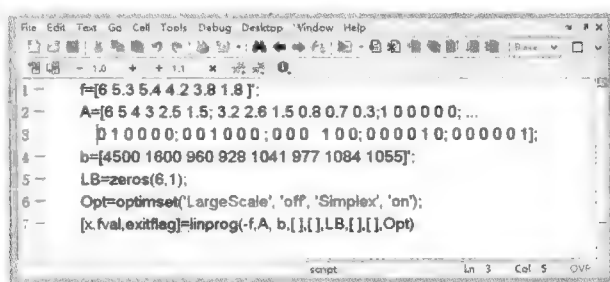 File Edit Text Go Cell Tools Debug Desktop Window Help
- 1.0 + ÷ 1.1 ×
1 — f=[6 5.3 5.4 4.2 3.8 1.8 ]';
2 — A=[6 5 4 3 2.5 1.5; 3.2 2.6 1.5 0.8 0.7 0.3;1 0 0 0 0 0; ...
3 0 1 0 0 0 0; 0 0 1 0 0 0 ; 0 0 0 1 0 0; 0 0 0 0 1 0; 0 0 0 0 0 1];
4 — b=[4500 1600 960 928 1041 977 1084 1055]';
5 — LB=zeros(6,1);
6 — Opt=optimset('LargeScale', 'off', 'Simplex', 'on');
7 — [x,fval,exitflag]=linprog(-f,A, b,[ ],[ ],LB,[ ],[ ],Opt)
script Ln 3 Col 5 OVR